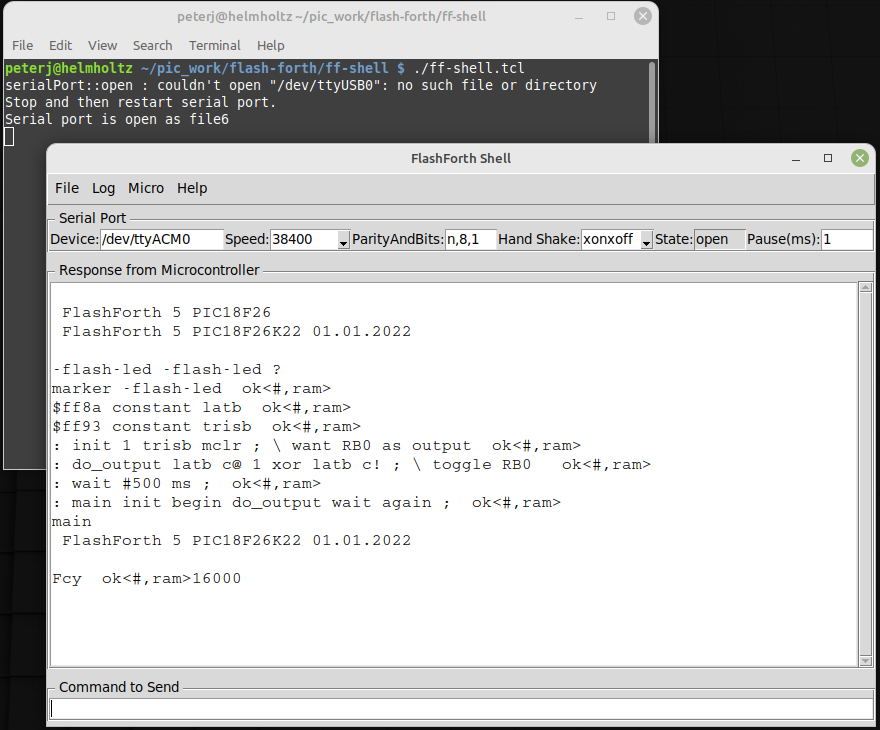 peterj@helmholtz ~/pic_work/flash-forth/ff-shell
File Edit View Search Terminal Help
peterj@helmholtz ~/pic_work/flash-forth/ff-shell $ ./ff-shell.tcl
serialPort::open : couldn't open "/dev/ttyUSB0": no such file or directory
Stop and then restart serial port.
Serial port is open as file6
FlashForth Shell
File Log Micro Help
Serial Port
Device: /dev/ttyACM0 Speed: 38400 ParityAndBits: n,8,1 Hand Shake: xonxoff State: open Pause(ms): 1
Response from Microcontroller
FlashForth 5 PIC18F26
FlashForth 5 PIC18F26K22 01.01.2022
-flash-led -flash-led ?
marker -flash-led  ok<#,ram>
$ff8a constant latb  ok<#,ram>
$ff93 constant trisb  ok<#,ram>
: init 1 trisb mclr ; \ want RB0 as output  ok<#,ram>
: do_output latb c@ 1 xor latb c! ; \ toggle RB0   ok<#,ram>
: wait #500 ms ;  ok<#,ram>
: main init begin do_output wait again ;  ok<#,ram>
main
FlashForth 5 PIC18F26K22 01.01.2022
Fcy  ok<#,ram>16000
Command to Send